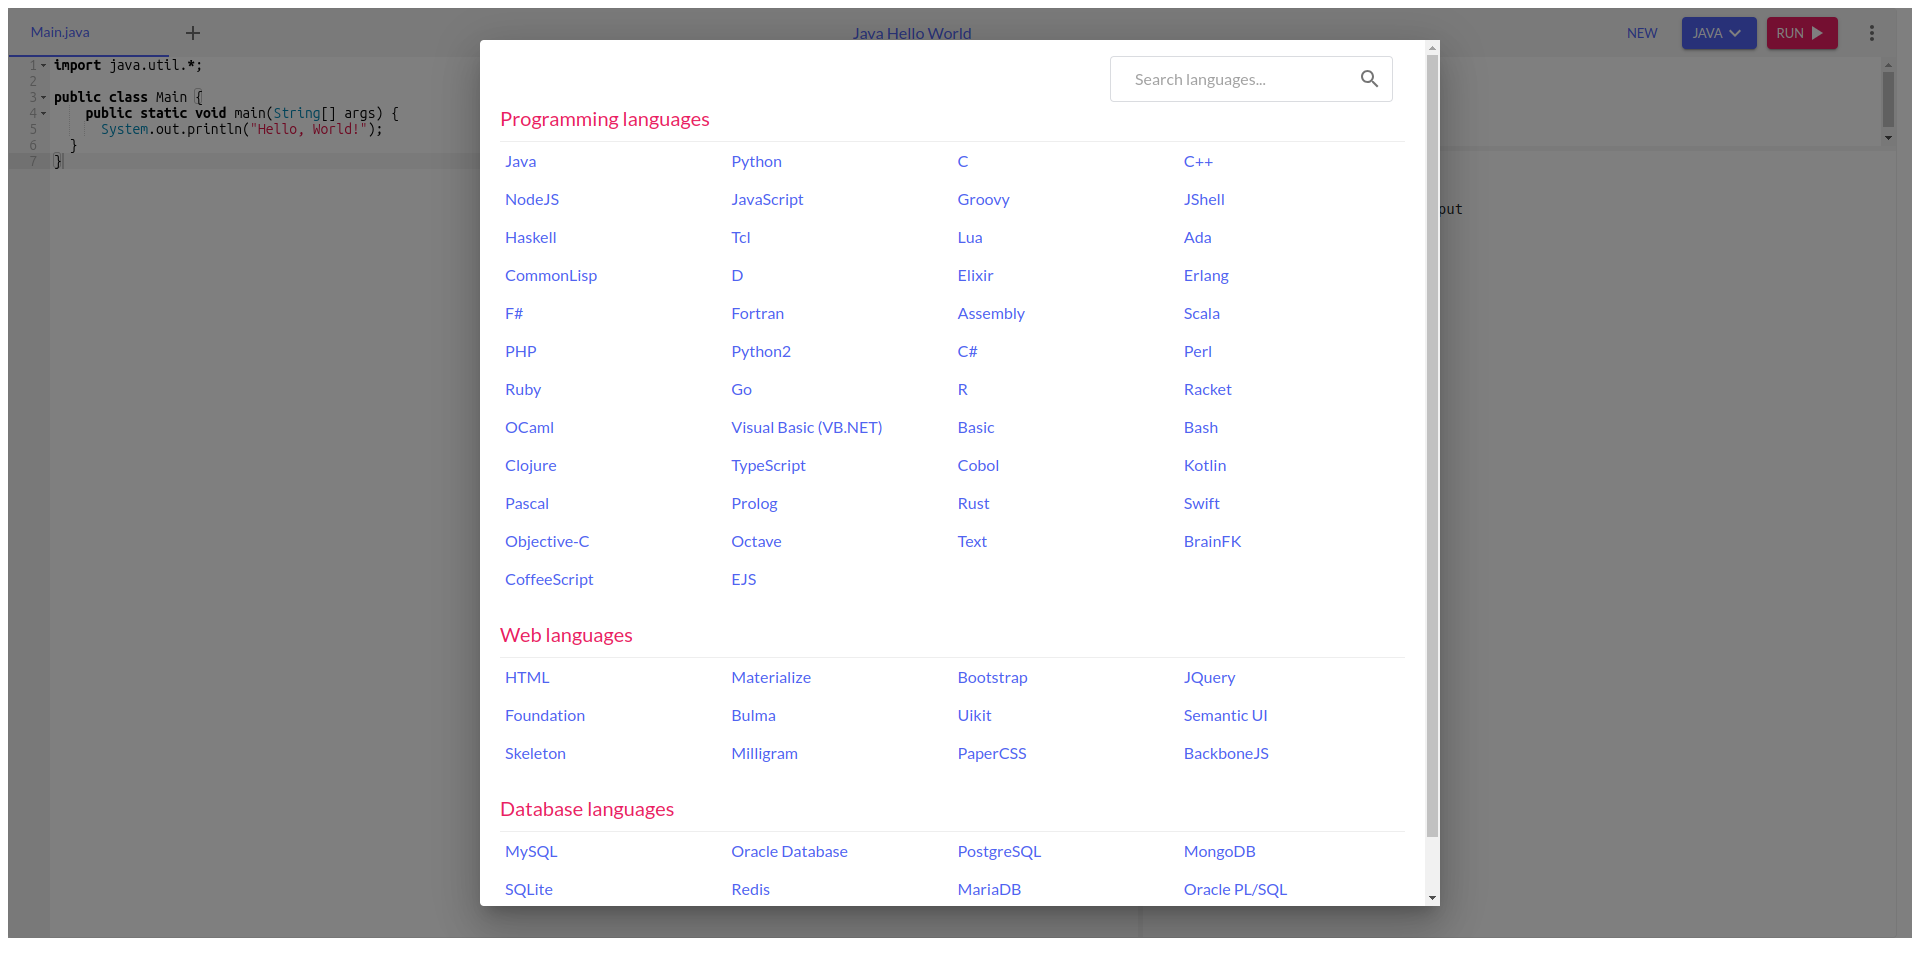 Main.java
Java Hello World
NEW
JAVA
RUN
1 import java.util.*;
2
3 public class Main {
4 public static void main(String[] args) {
5 System.out.println("Hello, World!");
6 }
7 }
put
Search languages...
Programming languages
Java Python C C++
NodeJS JavaScript Groovy JShell
Haskell Tcl Lua Ada
CommonLisp D Elixir Erlang
F# Fortran Assembly Scala
PHP Python2 C# Perl
Ruby Go R Racket
OCaml Visual Basic (VB.NET) Basic Bash
Clojure TypeScript Cobol Kotlin
Pascal Prolog Rust Swift
Objective-C Octave Text BrainFK
CoffeeScript EJS
Web languages
HTML Materialize Bootstrap JQuery
Foundation Bulma Uikit Semantic UI
Skeleton Milligram PaperCSS BackboneJS
Database languages
MySQL Oracle Database PostgreSQL MongoDB
SQLite Redis MariaDB Oracle PL/SQL